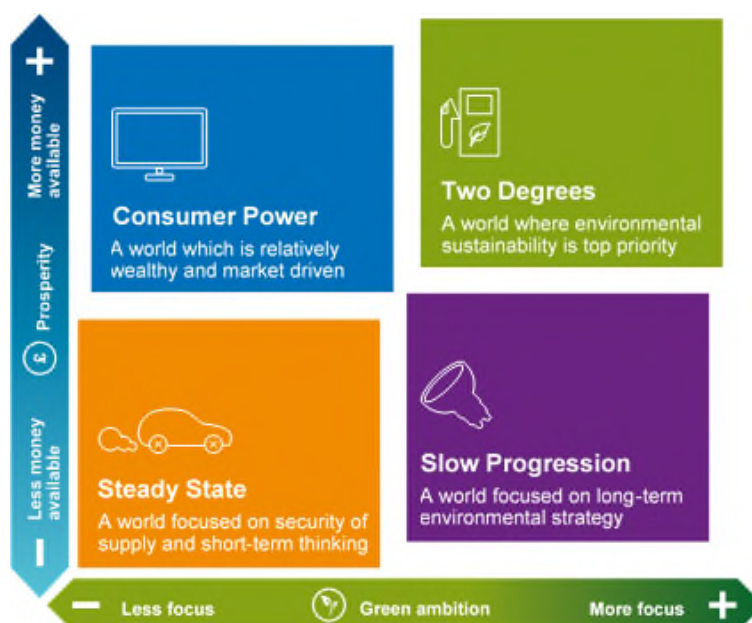 +
More money
available
£ Prosperity
Less money
available
−
Consumer Power
A world which is relatively
wealthy and market driven
Two Degrees
A world where environmental
sustainability is top priority
Steady State
A world focused on security of
supply and short-term thinking
Slow Progression
A world focused on long-term
environmental strategy
− Less focus Green ambition More focus +